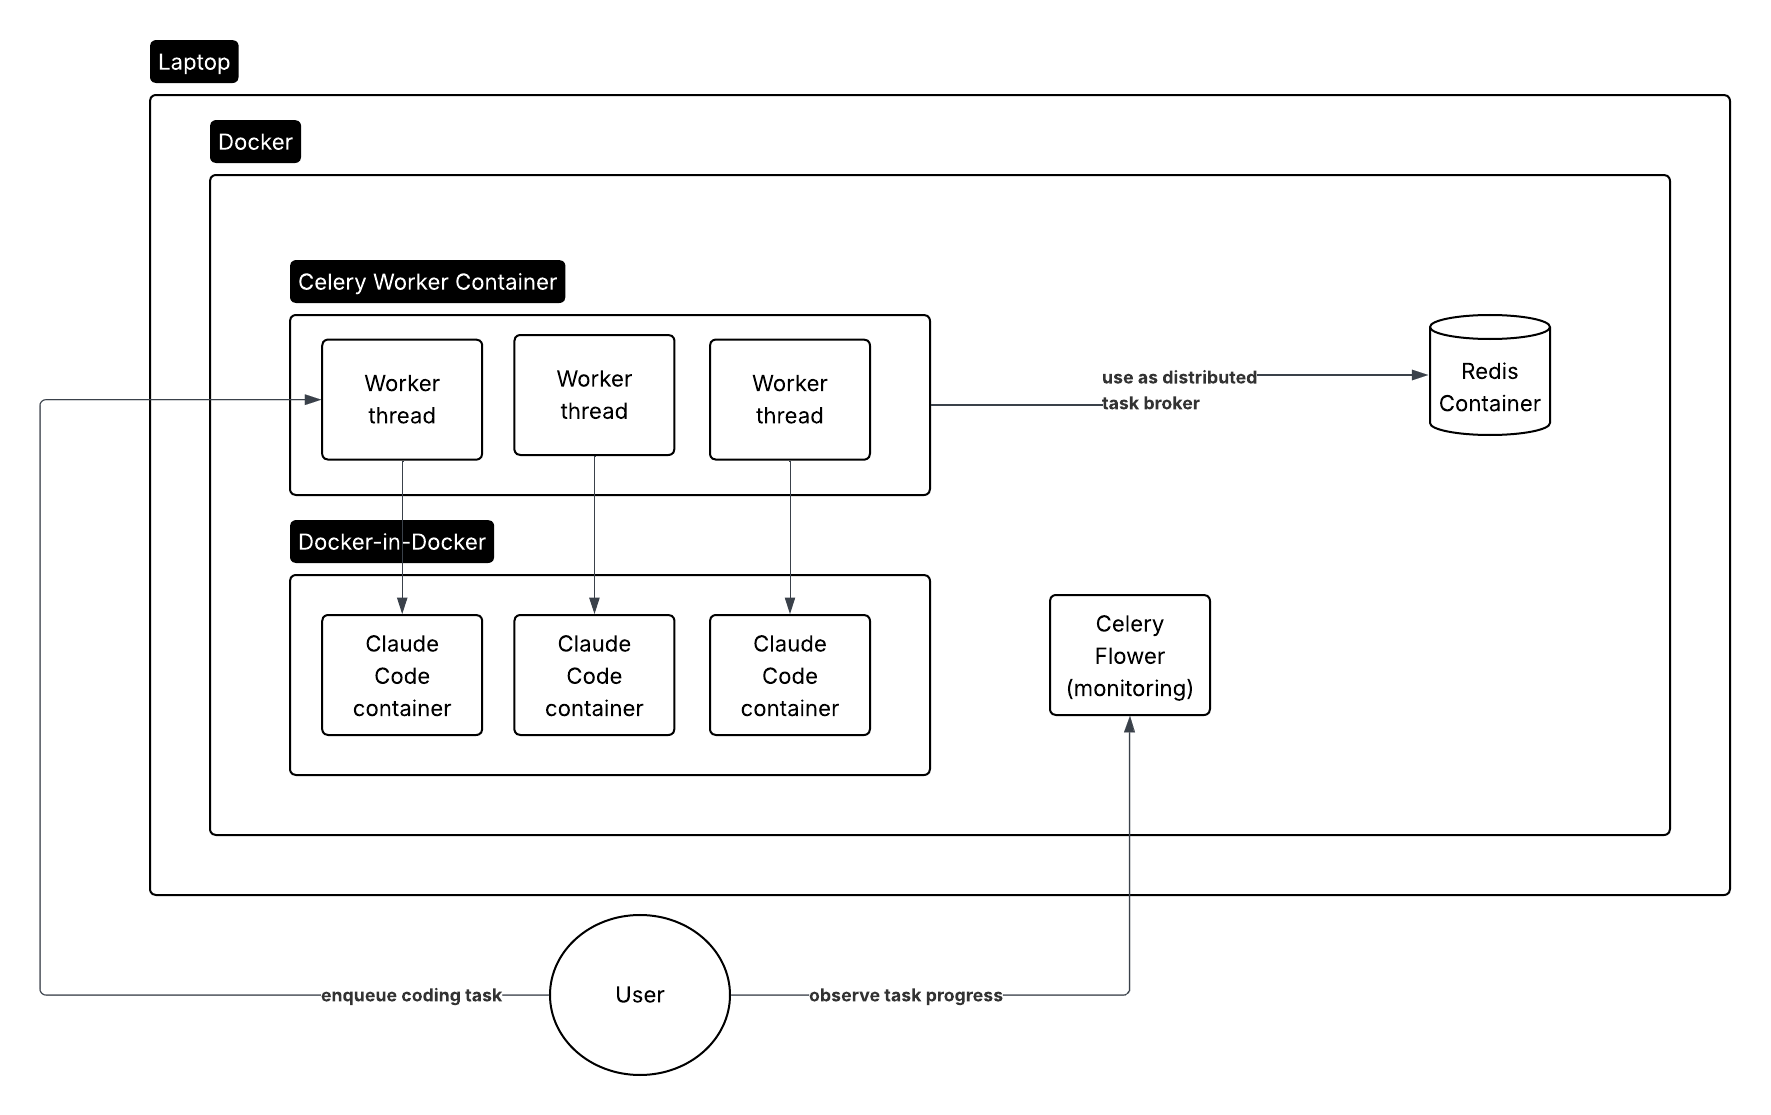 Laptop
Docker
Celery Worker Container
Worker
thread
Worker
thread
Worker
thread
use as distributed
task broker
Redis
Container
Docker-in-Docker
Claude
Code
container
Claude
Code
container
Claude
Code
container
Celery
Flower
(monitoring)
enqueue coding task
User
observe task progress